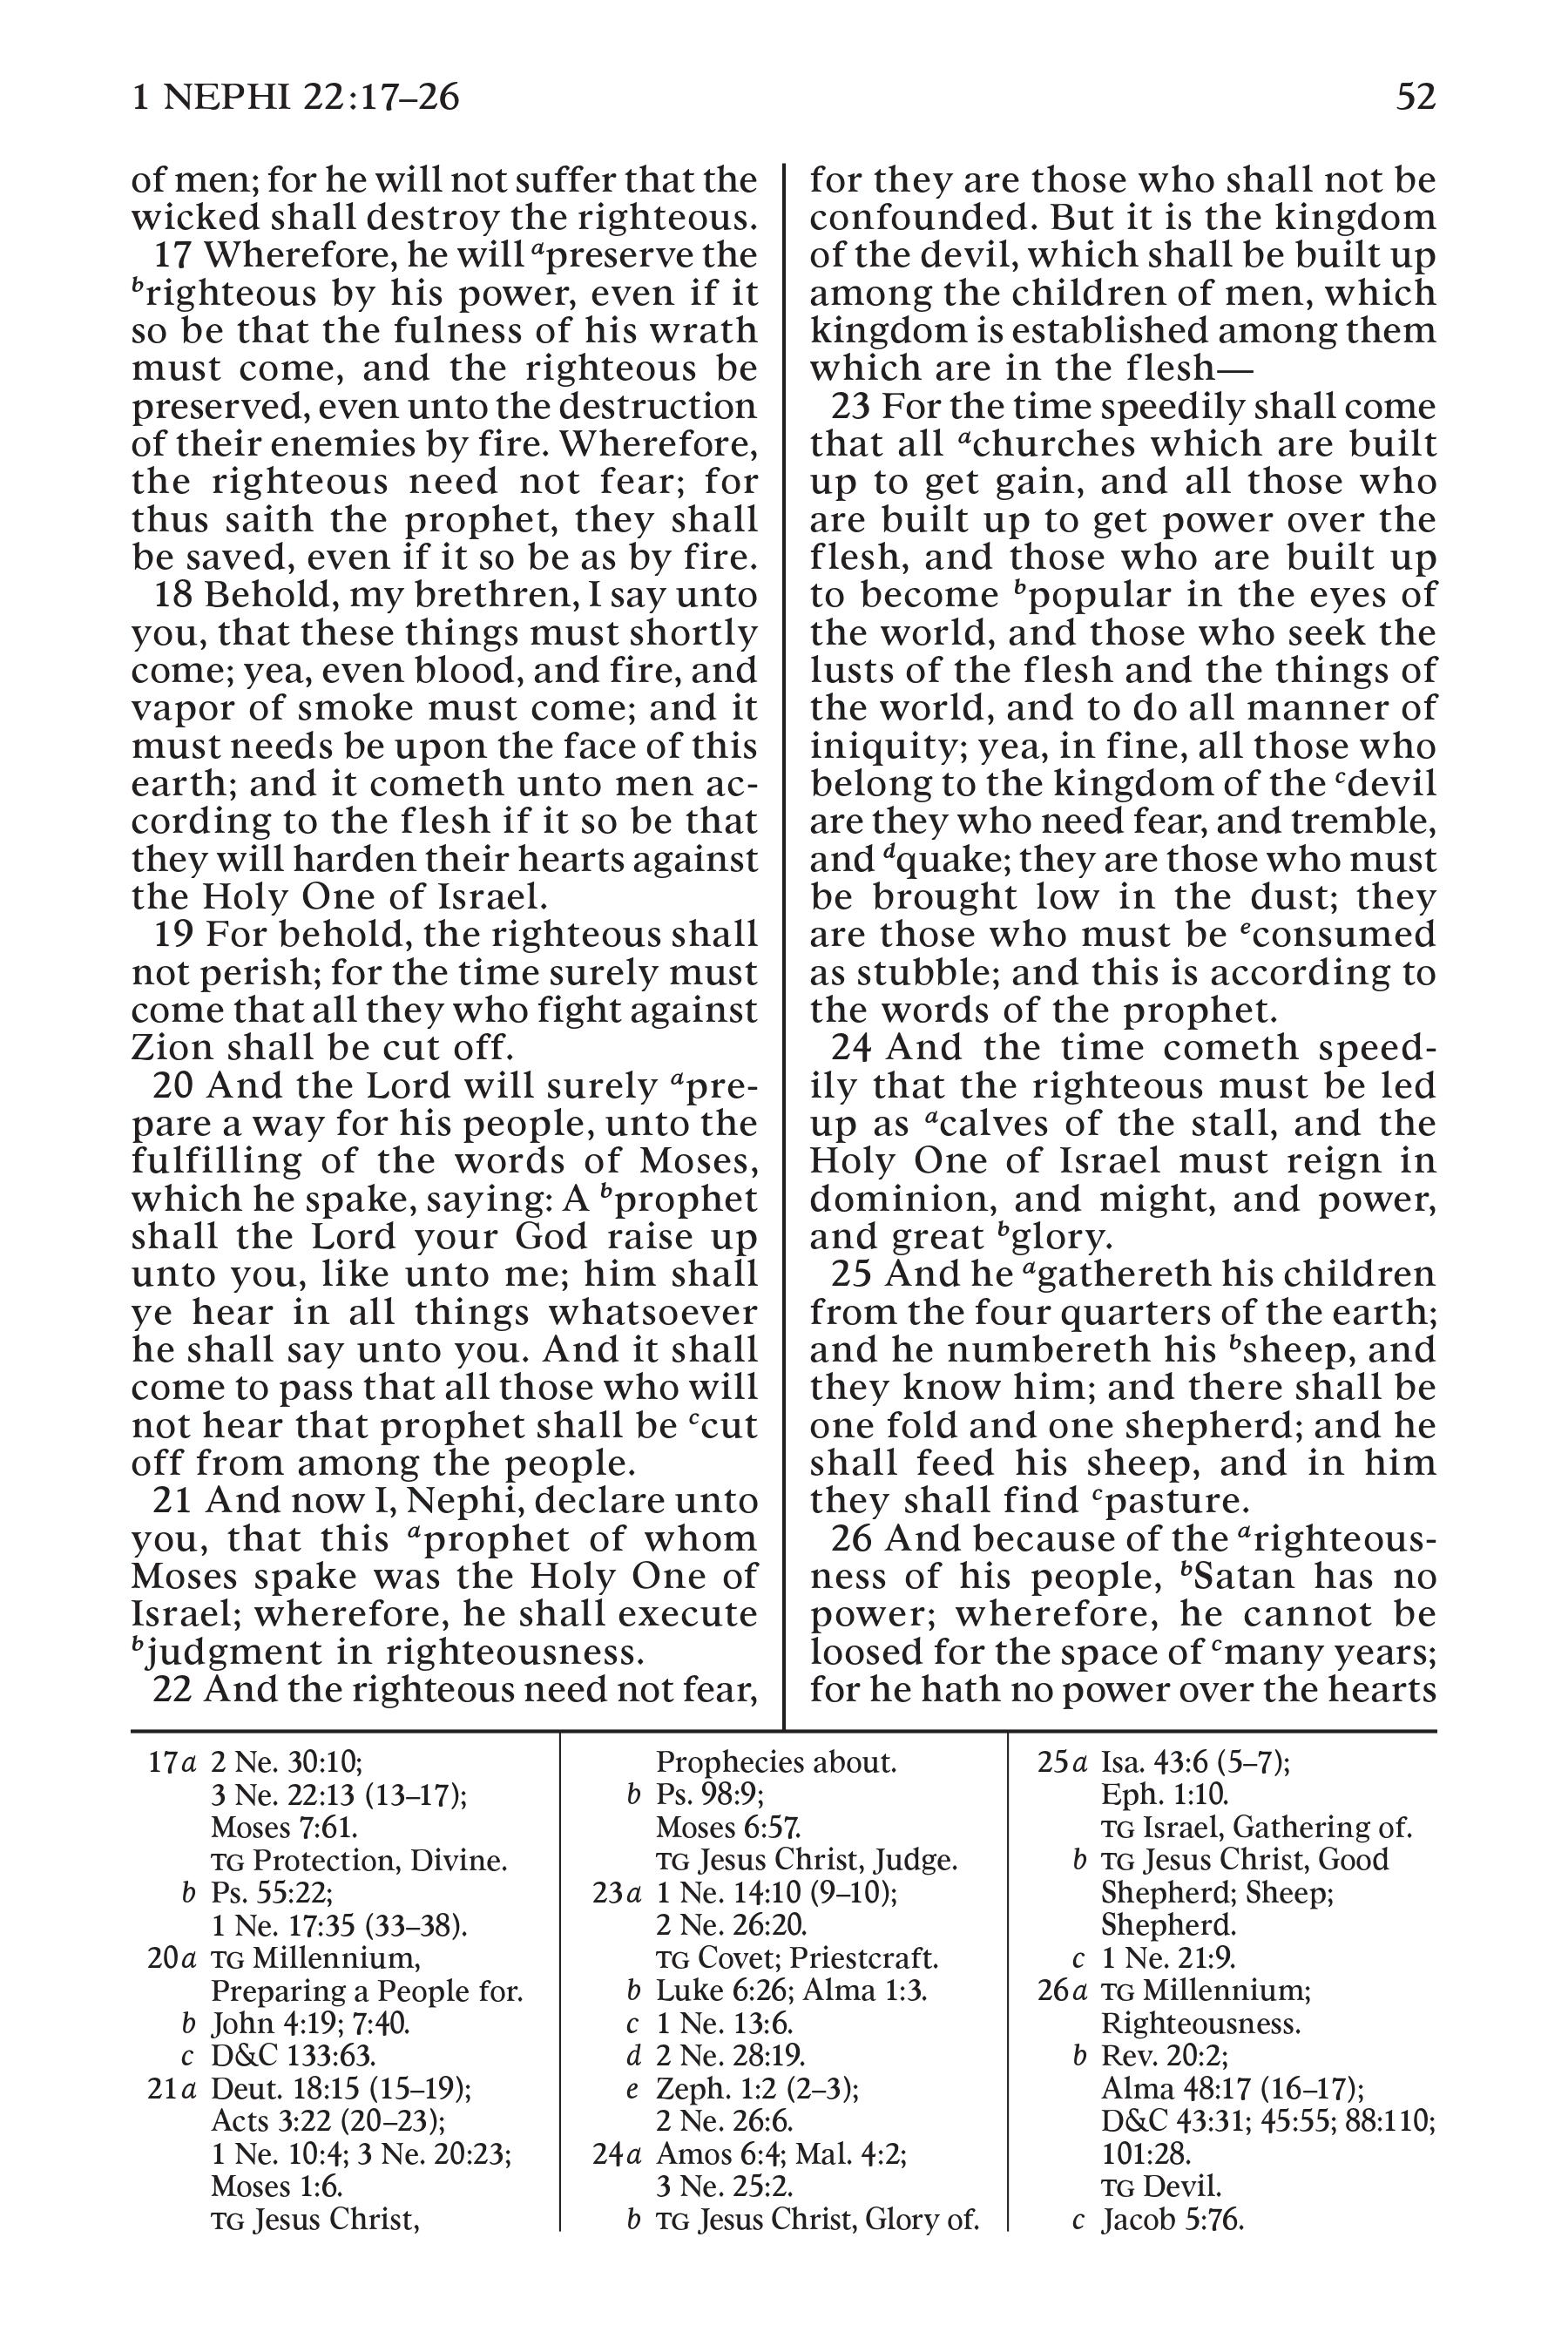 1 NEPHI 22:17–26
52
of men; for he will not suffer that the
wicked shall destroy the righteous.
17 Wherefore, he will apreserve the
brighteous by his power, even if it
so be that the fulness of his wrath
must come, and the righteous be
preserved, even unto the destruction
of their enemies by fire. Wherefore,
the righteous need not fear; for
thus saith the prophet, they shall
be saved, even if it so be as by fire.
18 Behold, my brethren, I say unto
you, that these things must shortly
come; yea, even blood, and fire, and
vapor of smoke must come; and it
must needs be upon the face of this
earth; and it cometh unto men ac-
cording to the flesh if it so be that
they will harden their hearts against
the Holy One of Israel.
19 For behold, the righteous shall
not perish; for the time surely must
come that all they who fight against
Zion shall be cut off.
20 And the Lord will surely apre-
pare a way for his people, unto the
fulfilling of the words of Moses,
which he spake, saying: A bprophet
shall the Lord your God raise up
unto you, like unto me; him shall
ye hear in all things whatsoever
he shall say unto you. And it shall
come to pass that all those who will
not hear that prophet shall be ccut
off from among the people.
21 And now I, Nephi, declare unto
you, that this aprophet of whom
Moses spake was the Holy One of
Israel; wherefore, he shall execute
bjudgment in righteousness.
22 And the righteous need not fear,
for they are those who shall not be
confounded. But it is the kingdom
of the devil, which shall be built up
among the children of men, which
kingdom is established among them
which are in the flesh—
23 For the time speedily shall come
that all achurches which are built
up to get gain, and all those who
are built up to get power over the
flesh, and those who are built up
to become bpopular in the eyes of
the world, and those who seek the
lusts of the flesh and the things of
the world, and to do all manner of
iniquity; yea, in fine, all those who
belong to the kingdom of the cdevil
are they who need fear, and tremble,
and dquake; they are those who must
be brought low in the dust; they
are those who must be econsumed
as stubble; and this is according to
the words of the prophet.
24 And the time cometh speed-
ily that the righteous must be led
up as acalves of the stall, and the
Holy One of Israel must reign in
dominion, and might, and power,
and great bglory.
25 And he agathereth his children
from the four quarters of the earth;
and he numbereth his bsheep, and
they know him; and there shall be
one fold and one shepherd; and he
shall feed his sheep, and in him
they shall find cpasture.
26 And because of the arighteous-
ness of his people, bSatan has no
power; wherefore, he cannot be
loosed for the space of cmany years;
for he hath no power over the hearts
17a 2 Ne. 30:10;
3 Ne. 22:13 (13–17);
Moses 7:61.
TG Protection, Divine.
b Ps. 55:22;
1 Ne. 17:35 (33–38).
20a TG Millennium,
Preparing a People for.
b John 4:19; 7:40.
c D&C 133:63.
21a Deut. 18:15 (15–19);
Acts 3:22 (20–23);
1 Ne. 10:4; 3 Ne. 20:23;
Moses 1:6.
TG Jesus Christ,
Prophecies about.
b Ps. 98:9;
Moses 6:57.
TG Jesus Christ, Judge.
23a 1 Ne. 14:10 (9–10);
2 Ne. 26:20.
TG Covet; Priestcraft.
b Luke 6:26; Alma 1:3.
c 1 Ne. 13:6.
d 2 Ne. 28:19.
e Zeph. 1:2 (2–3);
2 Ne. 26:6.
24a Amos 6:4; Mal. 4:2;
3 Ne. 25:2.
b TG Jesus Christ, Glory of.
25a Isa. 43:6 (5–7);
Eph. 1:10.
TG Israel, Gathering of.
b TG Jesus Christ, Good
Shepherd; Sheep;
Shepherd.
c 1 Ne. 21:9.
26a TG Millennium;
Righteousness.
b Rev. 20:2;
Alma 48:17 (16–17);
D&C 43:31; 45:55; 88:110;
101:28.
TG Devil.
c Jacob 5:76.